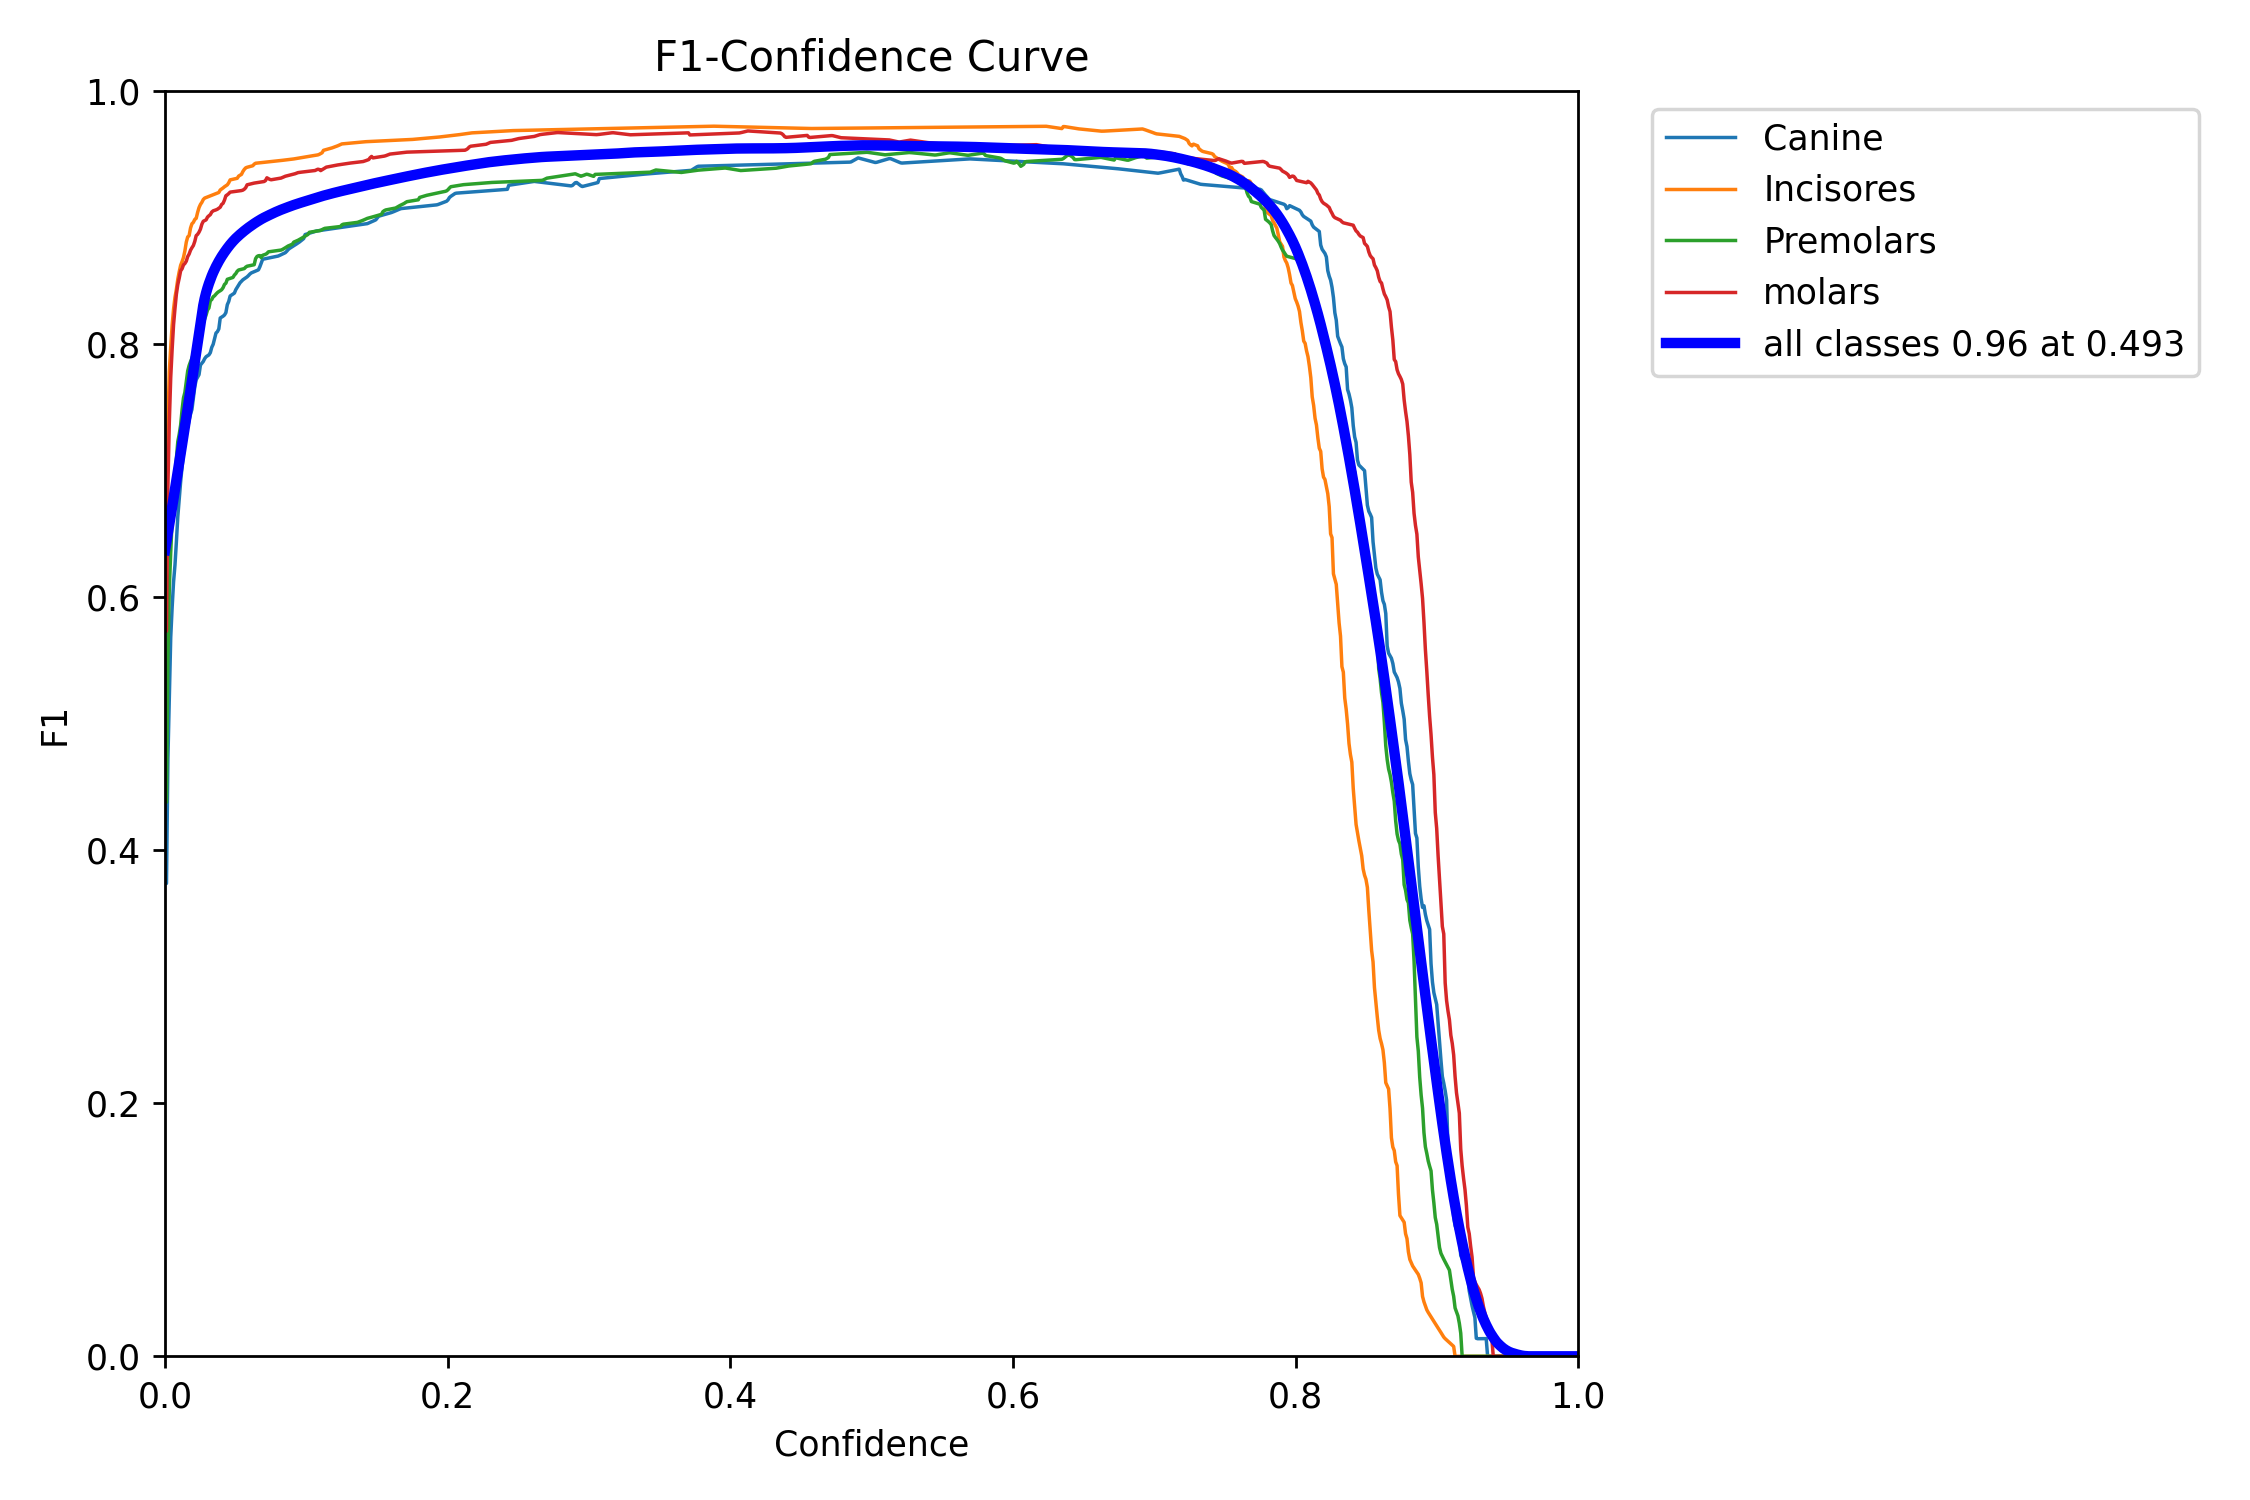 F1-Confidence Curve
1.0
0.8
0.6
0.4
0.2
0.0
F1
0.0 0.2 0.4 0.6 0.8 1.0
Confidence
Canine
Incisores
Premolars
molars
all classes 0.96 at 0.493